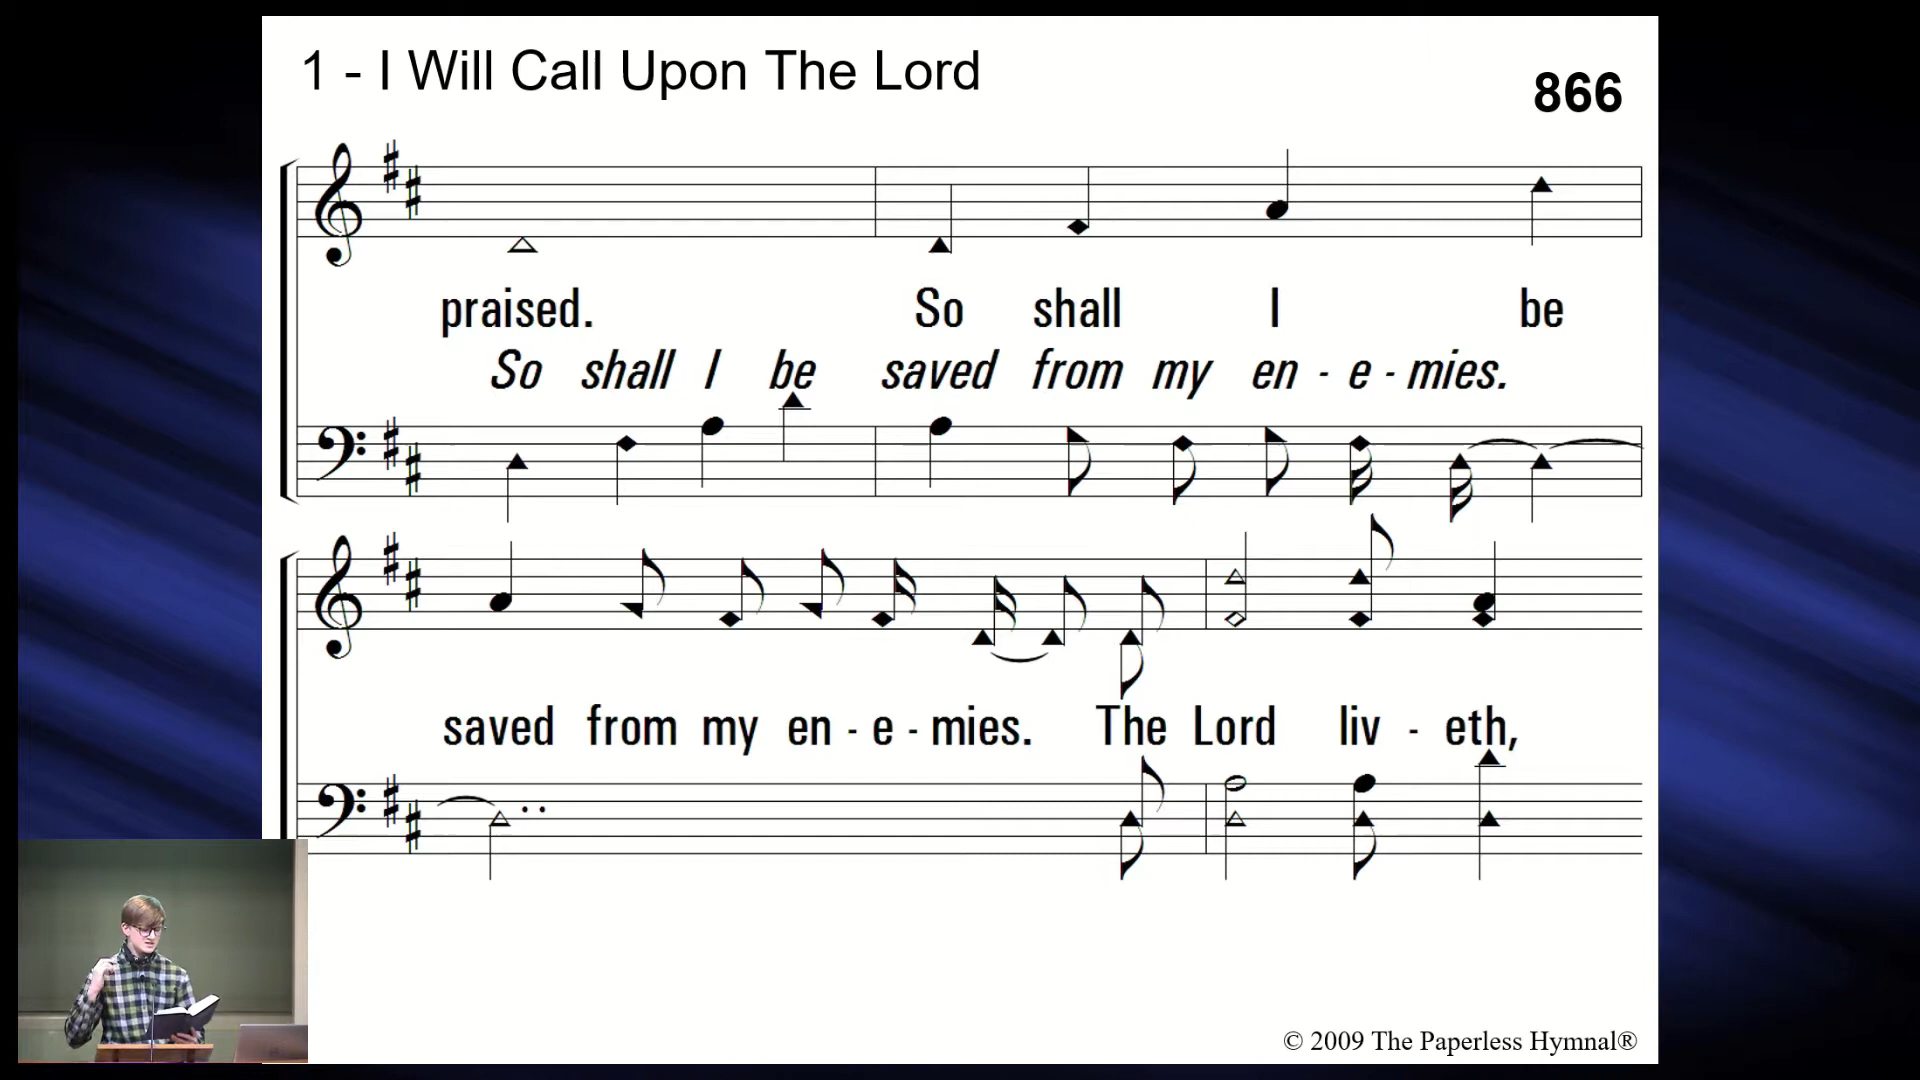 1 - I Will Call Upon The Lord
866
praised. So shall I be
So shall I be saved from my en - e - mies.
saved from my en - e - mies. The Lord liv - eth,
© 2009 The Paperless Hymnal®